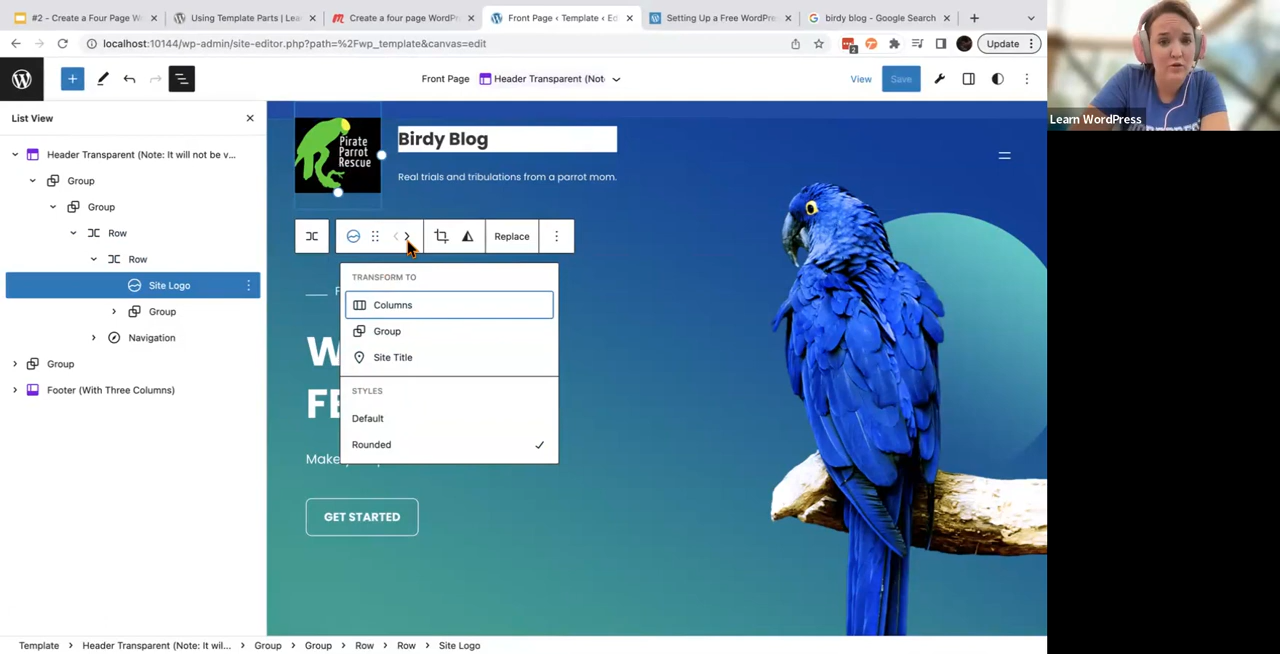 #2 - Create a Four Page W
Using Template Parts | Lea
Create a four page WordPr
Front Page ‹ Template ‹ Ed
Setting Up a Free WordPre
birdy blog - Google Search
localhost:10144/wp-admin/site-editor.php?path=%2Fwp_template&canvas=edit
2
Update
Front Page
Header Transparent (Not
View
Save
List View
Header Transparent (Note: It will not be v...
Group
Group
Row
Row
Site Logo
Group
Navigation
Group
Footer (With Three Columns)
Pirate
Parrot
Rescue
Birdy Blog
Real trials and tribulations from a parrot mom.
Replace
TRANSFORM TO
Columns
Group
Site Title
STYLES
Default
Rounded
F
W
FE
Make
GET STARTED
Learn WordPress
Template
Header Transparent (Note: It wil...
Group
Group
Row
Row
Site Logo